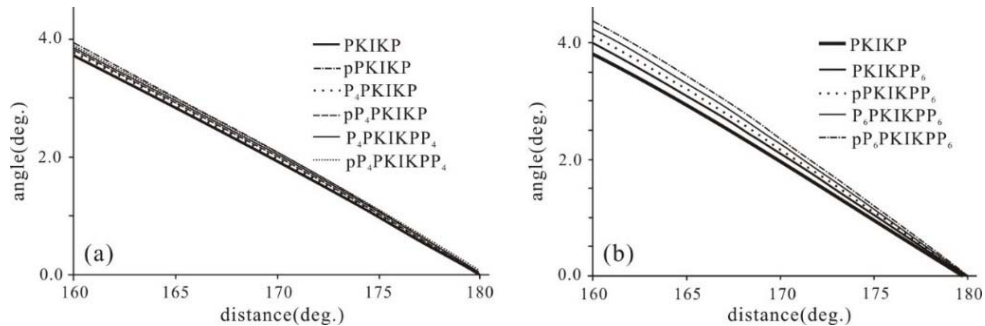 4.0
2.0
0.0
angle(deg.)
PKIKP
pPKIKP
P₄PKIKP
pP₄PKIKP
P₄PKIKPP₄
pP₄PKIKPP₄
(a)
160
165
170
175
180
distance(deg.)
4.0
2.0
0.0
angle(deg.)
PKIKP
PKIKPP₆
pPKIKPP₆
P₆PKIKPP₆
pP₆PKIKPP₆
(b)
160
165
170
175
180
distance(deg.)